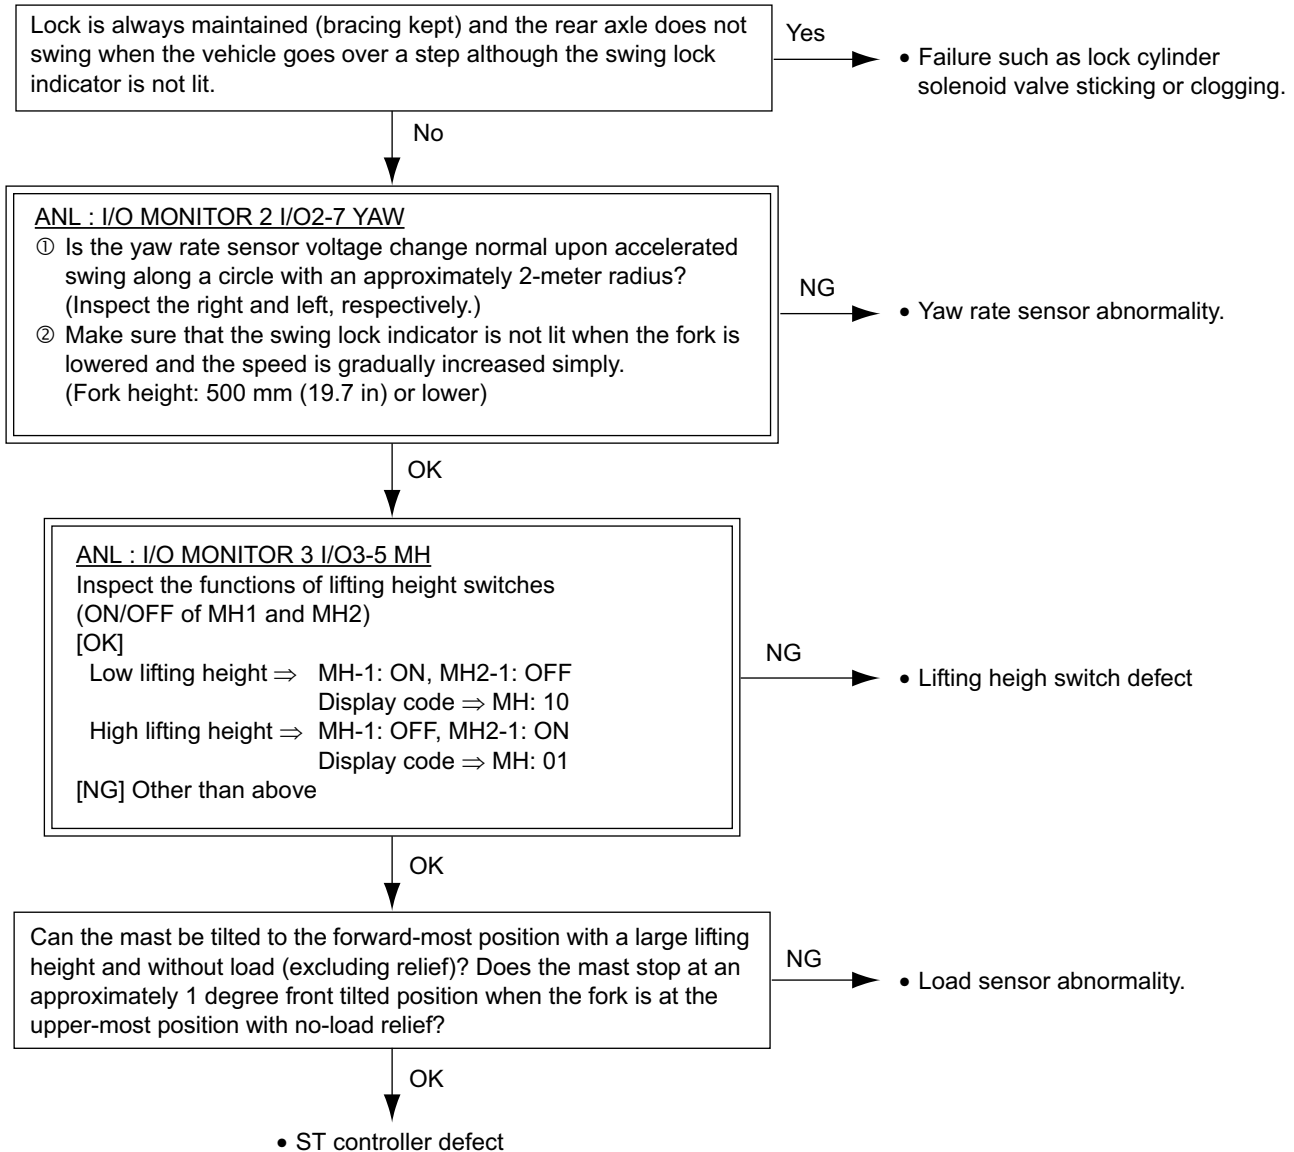 Lock is always maintained (bracing kept) and the rear axle does not
swing when the vehicle goes over a step although the swing lock
indicator is not lit.
Yes
• Failure such as lock cylinder
solenoid valve sticking or clogging.
No
ANL : I/O MONITOR 2 I/O2-7 YAW
① Is the yaw rate sensor voltage change normal upon accelerated
swing along a circle with an approximately 2-meter radius?
(Inspect the right and left, respectively.)
② Make sure that the swing lock indicator is not lit when the fork is
lowered and the speed is gradually increased simply.
(Fork height: 500 mm (19.7 in) or lower)
NG
• Yaw rate sensor abnormality.
OK
ANL : I/O MONITOR 3 I/O3-5 MH
Inspect the functions of lifting height switches
(ON/OFF of MH1 and MH2)
[OK]
Low lifting height ⇒ MH-1: ON, MH2-1: OFF
Display code ⇒ MH: 10
High lifting height ⇒ MH-1: OFF, MH2-1: ON
Display code ⇒ MH: 01
[NG] Other than above
NG
• Lifting heigh switch defect
OK
Can the mast be tilted to the forward-most position with a large lifting
height and without load (excluding relief)? Does the mast stop at an
approximately 1 degree front tilted position when the fork is at the
upper-most position with no-load relief?
NG
• Load sensor abnormality.
OK
• ST controller defect